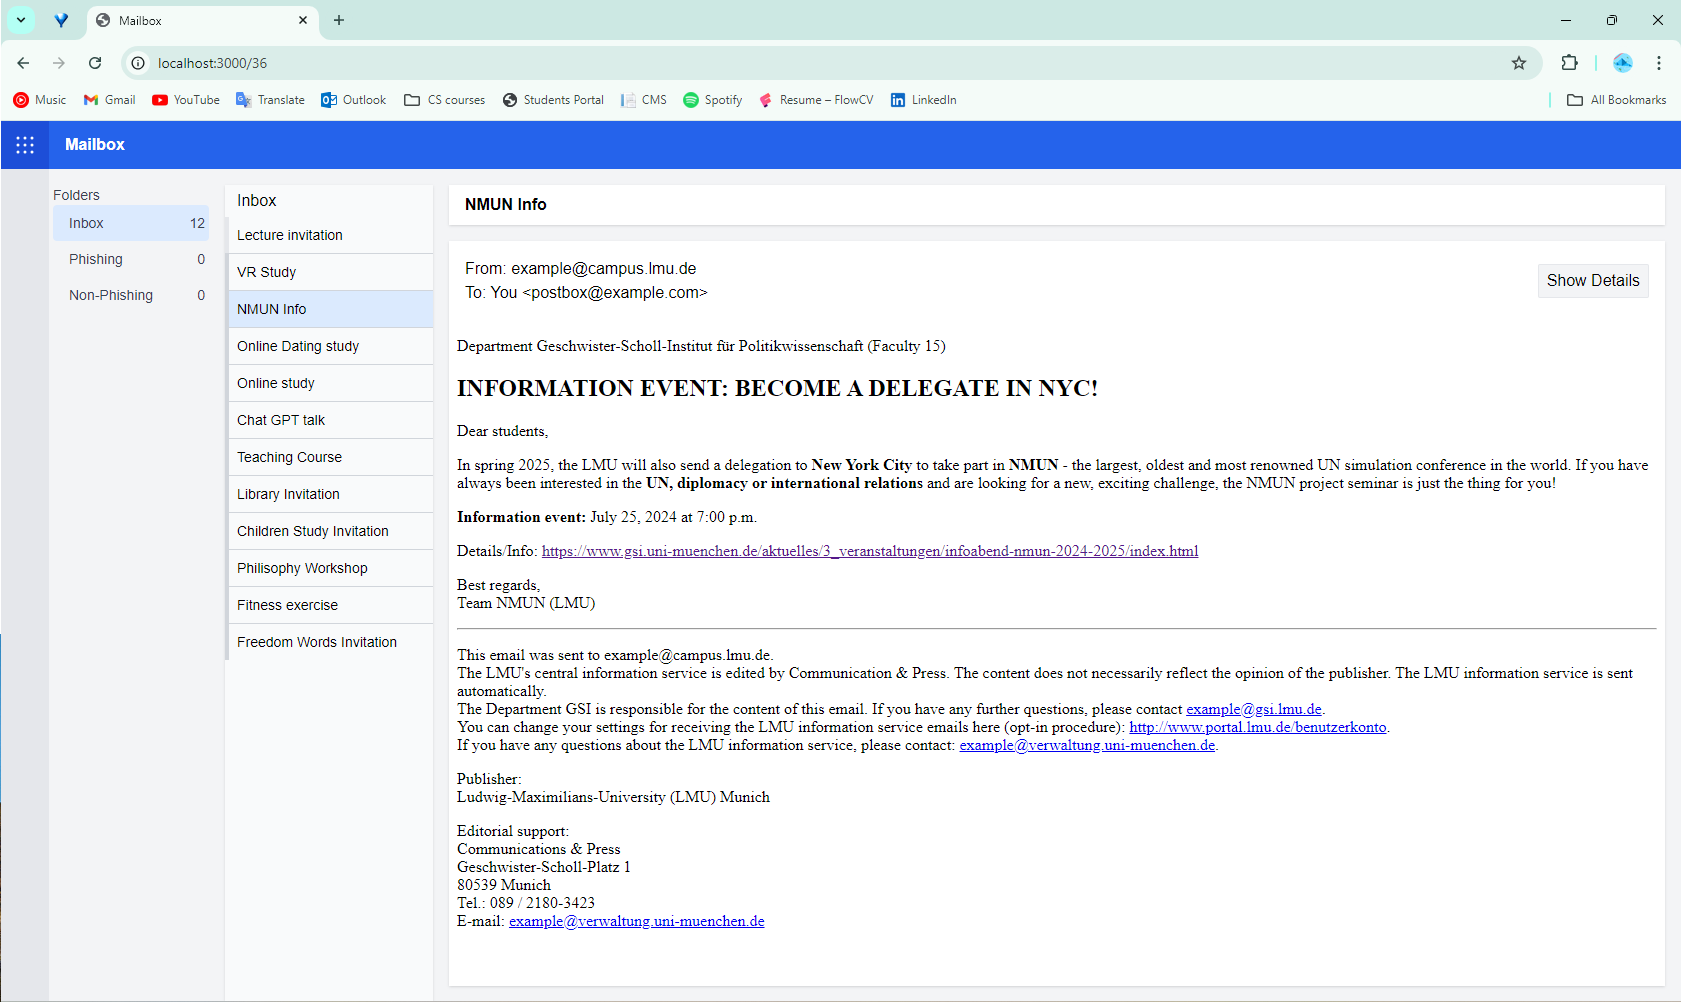 Mailbox
localhost:3000/36
Music Gmail YouTube Translate Outlook CS courses Students Portal CMS Spotify Resume – FlowCV LinkedIn All Bookmarks
Mailbox
Folders
Inbox 12
Phishing 0
Non-Phishing 0
Inbox
Lecture invitation
VR Study
NMUN Info
Online Dating study
Online study
Chat GPT talk
Teaching Course
Library Invitation
Children Study Invitation
Philisophy Workshop
Fitness exercise
Freedom Words Invitation
NMUN Info
From: example@campus.lmu.de
To: You <postbox@example.com>
Show Details
Department Geschwister-Scholl-Institut für Politikwissenschaft (Faculty 15)
INFORMATION EVENT: BECOME A DELEGATE IN NYC!
Dear students,
In spring 2025, the LMU will also send a delegation to New York City to take part in NMUN - the largest, oldest and most renowned UN simulation conference in the world. If you have
always been interested in the UN, diplomacy or international relations and are looking for a new, exciting challenge, the NMUN project seminar is just the thing for you!
Information event: July 25, 2024 at 7:00 p.m.
Details/Info: https://www.gsi.uni-muenchen.de/aktuelles/3_veranstaltungen/infoabend-nmun-2024-2025/index.html
Best regards,
Team NMUN (LMU)
This email was sent to example@campus.lmu.de.
The LMU's central information service is edited by Communication & Press. The content does not necessarily reflect the opinion of the publisher. The LMU information service is sent
automatically.
The Department GSI is responsible for the content of this email. If you have any further questions, please contact example@gsi.lmu.de.
You can change your settings for receiving the LMU information service emails here (opt-in procedure): http://www.portal.lmu.de/benutzerkonto.
If you have any questions about the LMU information service, please contact: example@verwaltung.uni-muenchen.de.
Publisher:
Ludwig-Maximilians-University (LMU) Munich
Editorial support:
Communications & Press
Geschwister-Scholl-Platz 1
80539 Munich
Tel.: 089 / 2180-3423
E-mail: example@verwaltung.uni-muenchen.de